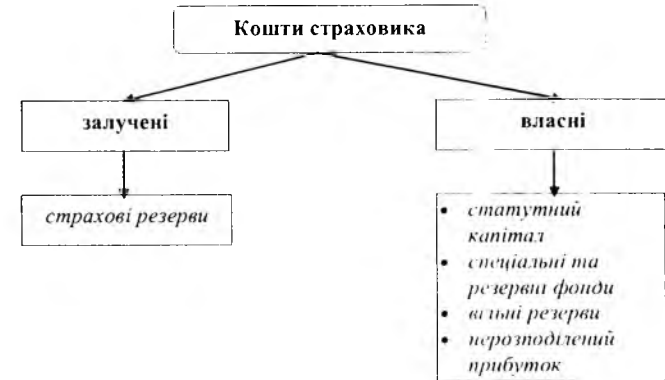 Кошти страховика
залучені
власні
страхові резерви
• статутний
капітал
• спеціальні та
резервні фонди
• вільні резерви
• нерозподілений
прибуток